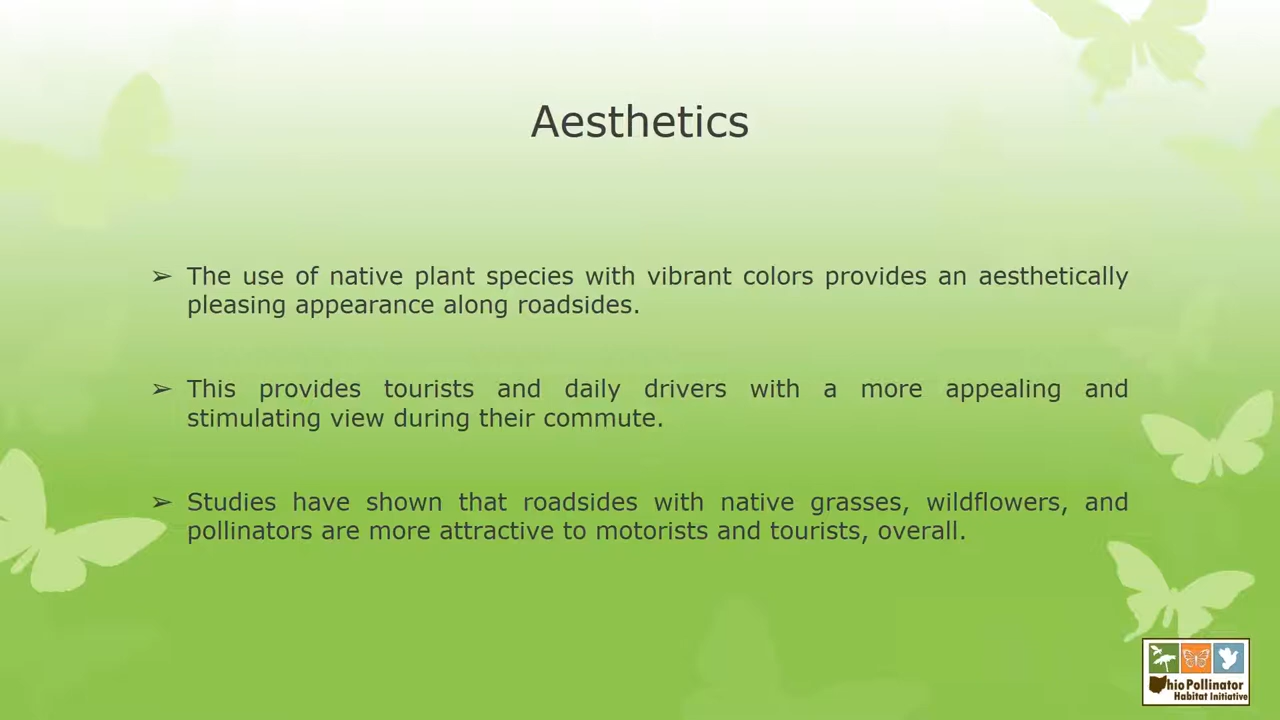 Aesthetics
➢ The use of native plant species with vibrant colors provides an aesthetically
pleasing appearance along roadsides.
➢ This provides tourists and daily drivers with a more appealing and
stimulating view during their commute.
➢ Studies have shown that roadsides with native grasses, wildflowers, and
pollinators are more attractive to motorists and tourists, overall.
Ohio Pollinator
Habitat Initiative